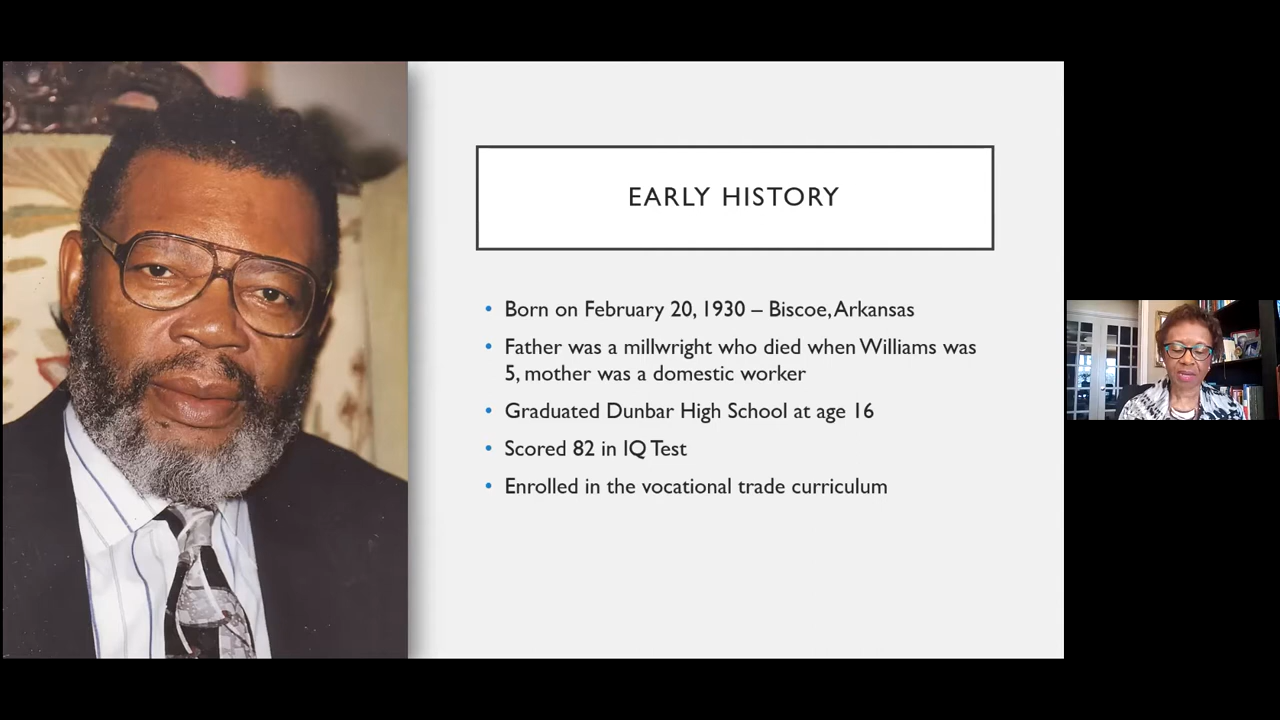 EARLY HISTORY
• Born on February 20, 1930 – Biscoe, Arkansas
• Father was a millwright who died when Williams was
5, mother was a domestic worker
• Graduated Dunbar High School at age 16
• Scored 82 in IQ Test
• Enrolled in the vocational trade curriculum